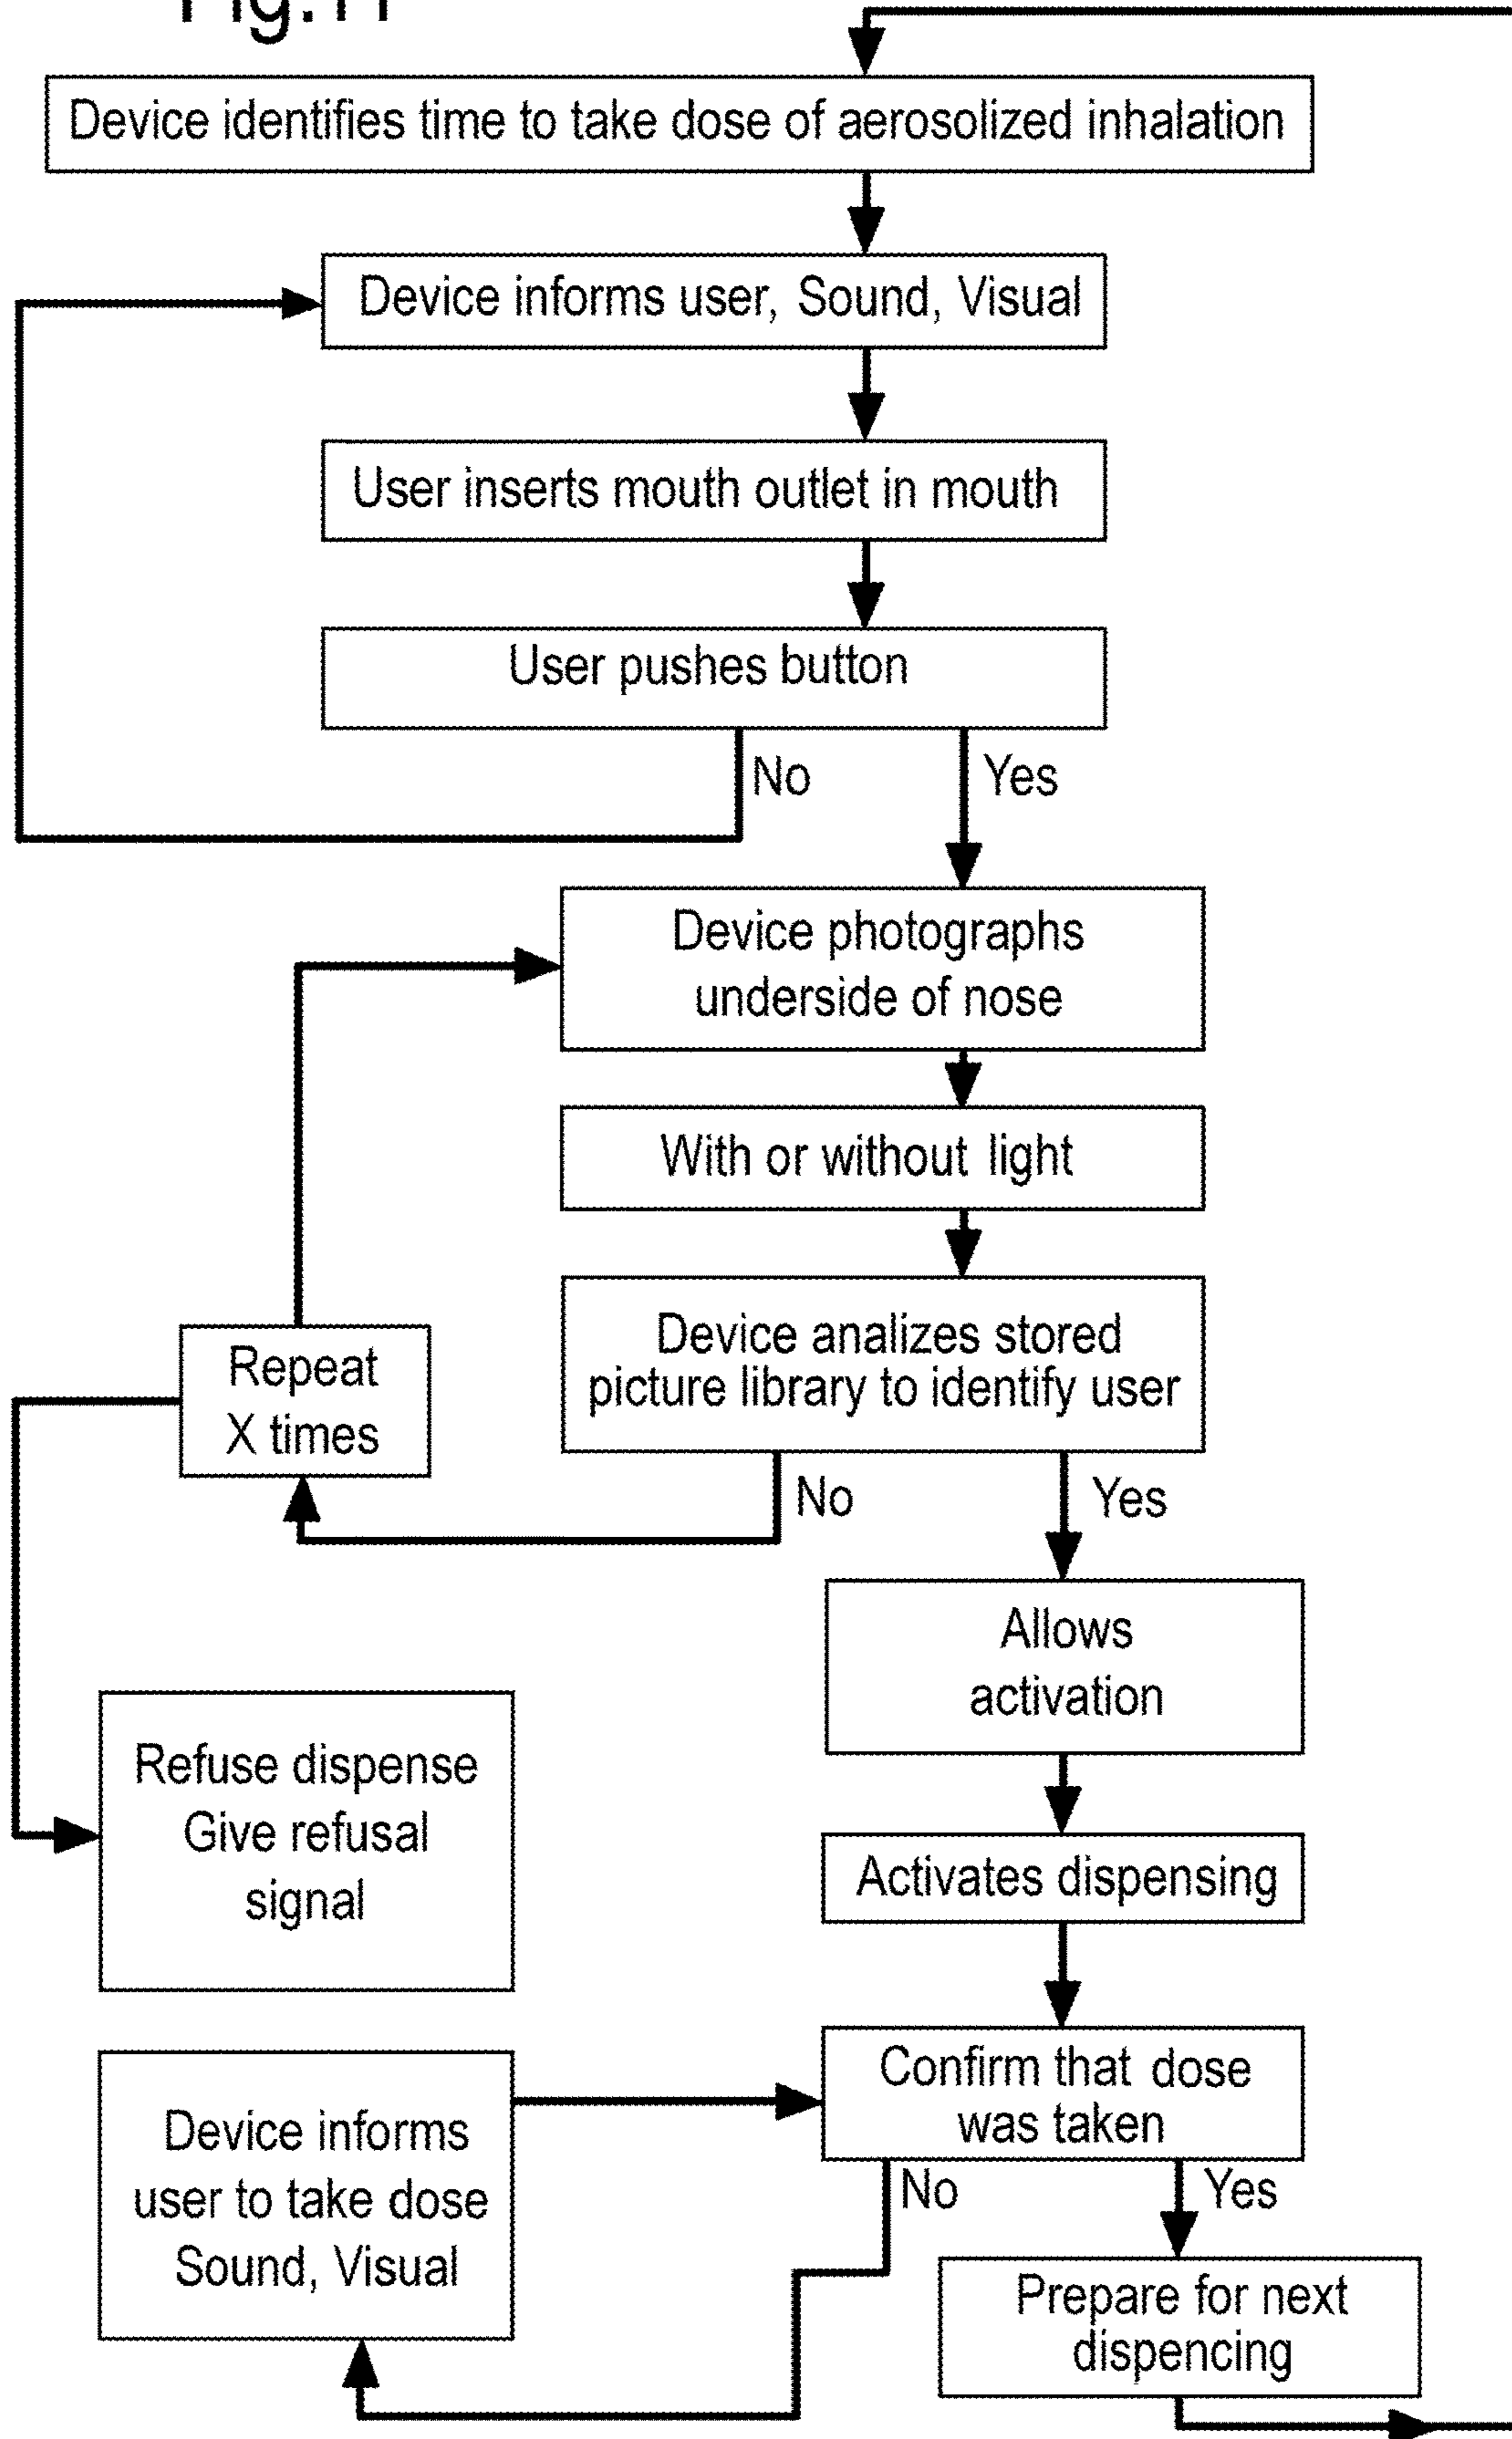 Fig.11
Device identifies time to take dose of aerosolized inhalation
Device informs user, Sound, Visual
User inserts mouth outlet in mouth
User pushes button
No
Yes
Device photographs
underside of nose
With or without light
Device analizes stored
picture library to identify user
Repeat
X times
No
Yes
Allows
activation
Refuse dispense
Give refusal
signal
Activates dispensing
Confirm that dose
was taken
Device informs
user to take dose
Sound, Visual
No
Yes
Prepare for next
dispencing